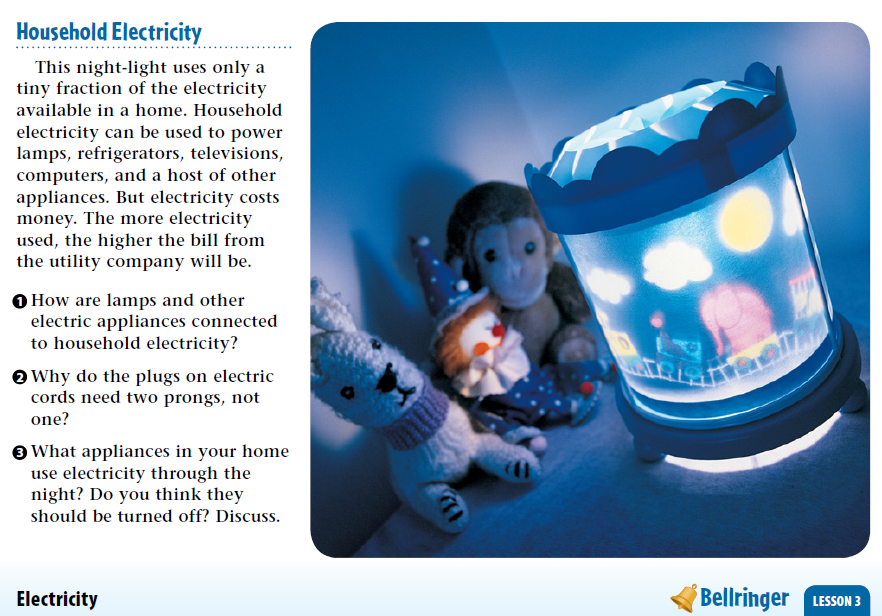 Household Electricity
This night-light uses only a
tiny fraction of the electricity
available in a home. Household
electricity can be used to power
lamps, refrigerators, televisions,
computers, and a host of other
appliances. But electricity costs
money. The more electricity
used, the higher the bill from
the utility company will be.
1 How are lamps and other
electric appliances connected
to household electricity?
2 Why do the plugs on electric
cords need two prongs, not
one?
3 What appliances in your home
use electricity through the
night? Do you think they
should be turned off? Discuss.
Electricity
Bellringer
LESSON 3